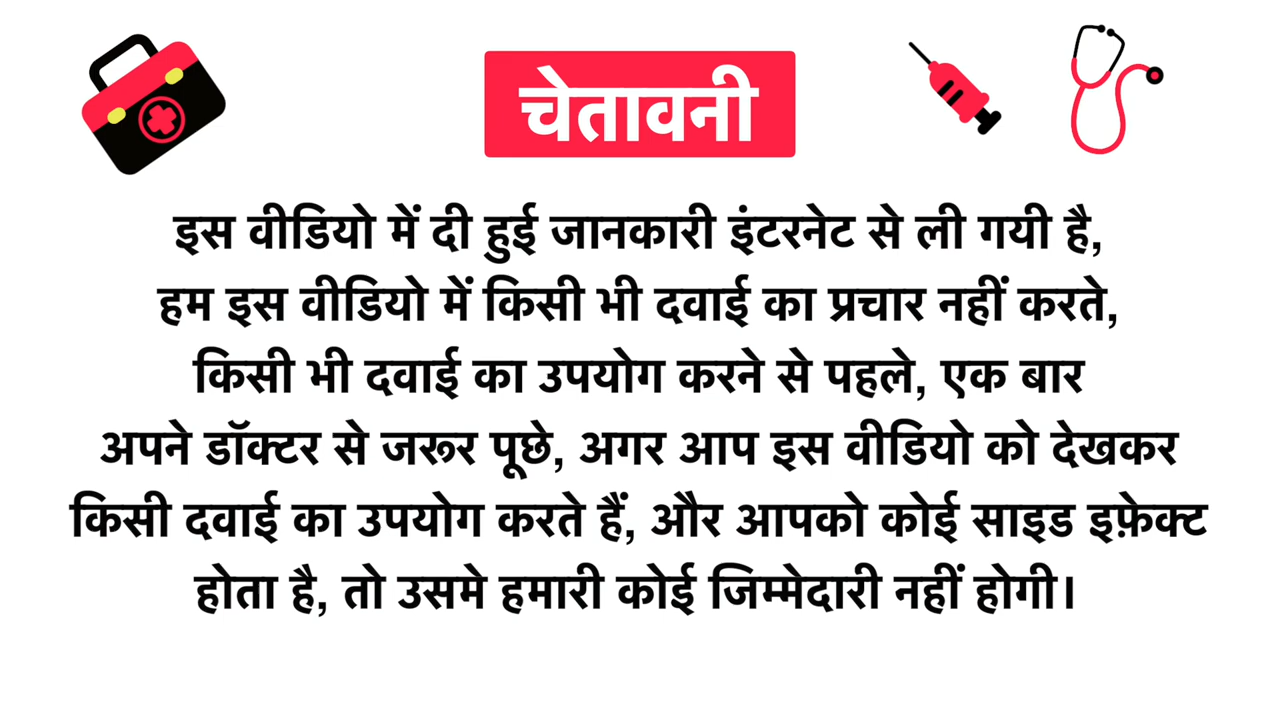 चेतावनी
इस वीडियो में दी हुई जानकारी इंटरनेट से ली गयी है,
हम इस वीडियो में किसी भी दवाई का प्रचार नहीं करते,
किसी भी दवाई का उपयोग करने से पहले, एक बार
अपने डॉक्टर से जरूर पूछे, अगर आप इस वीडियो को देखकर
किसी दवाई का उपयोग करते हैं, और आपको कोई साइड इफ़ेक्ट
होता है, तो उसमे हमारी कोई जिम्मेदारी नहीं होगी।